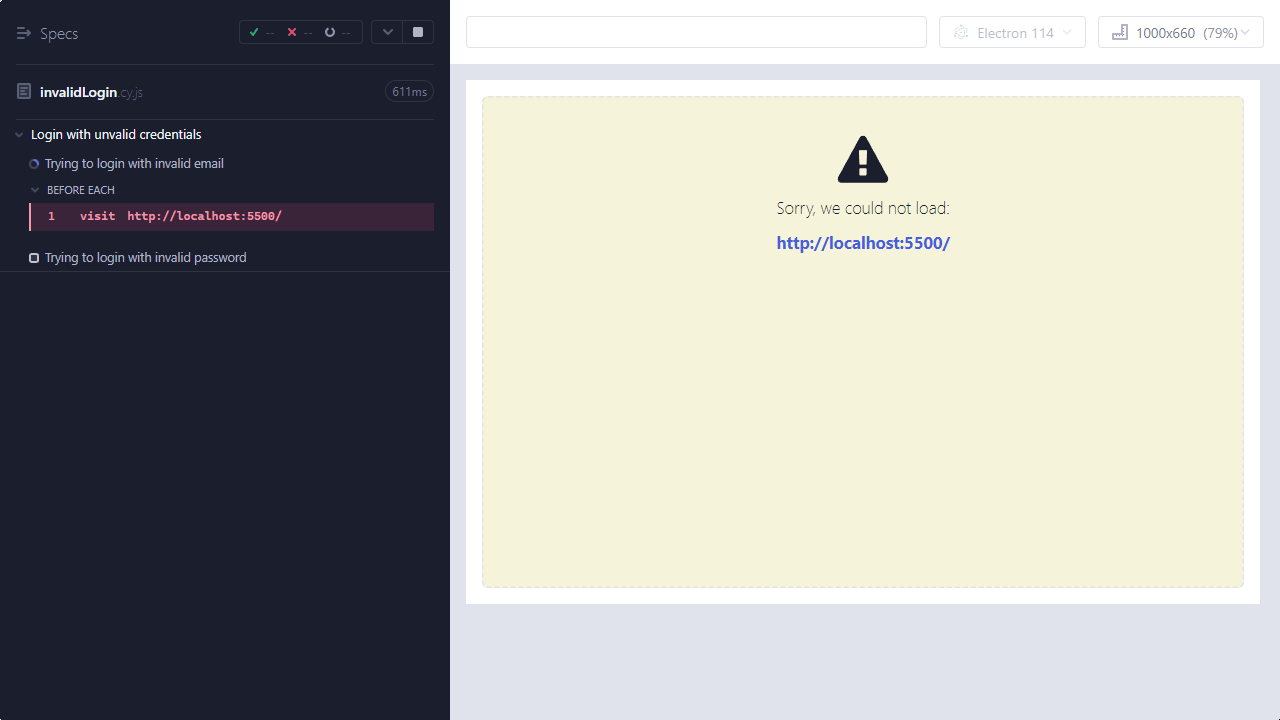 Specs
--
--
--
invalidLogin.cy.js
611ms
Login with unvalid credentials
Trying to login with invalid email
BEFORE EACH
1 visit http://localhost:5500/
Trying to login with invalid password
Electron 114
1000x660 (79%)
Sorry, we could not load:
http://localhost:5500/